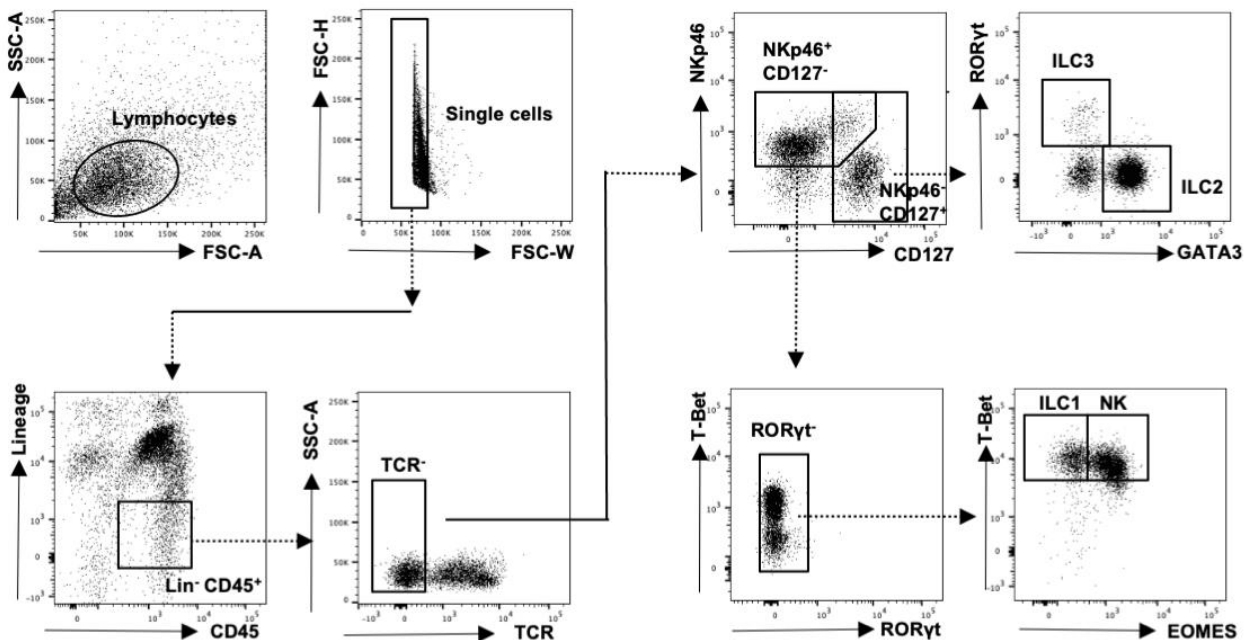 SSC-A
250K
200K
150K
100K
50K
0
Lymphocytes
0 50K 100K 150K 200K 250K
FSC-A
FSC-H
250K
200K
150K
100K
50K
0
Single cells
0 50K 100K 150K 200K 250K
FSC-W
NKp46
10⁵
10⁴
10³
0
NKp46⁺
CD127⁻
NKp46⁻
CD127⁺
0 10⁴ 10⁵
CD127
RORγt
10⁵
10⁴
10³
0
ILC3
ILC2
-10³ 0 10³ 10⁴ 10⁵
GATA3
Lineage
10⁵
10⁴
10³
0
-10³
Lin⁻ CD45⁺
0 10³ 10⁴ 10⁵
CD45
SSC-A
250K
200K
150K
100K
50K
0
TCR⁻
0 10³ 10⁴ 10⁵
TCR
T-Bet
10⁵
10⁴
10³
0
RORγt⁻
0 10³ 10⁴ 10⁵
RORγt
T-Bet
10⁵
10⁴
10³
0
-10³
ILC1 NK
-10³ 0 10³ 10⁴ 10⁵
EOMES